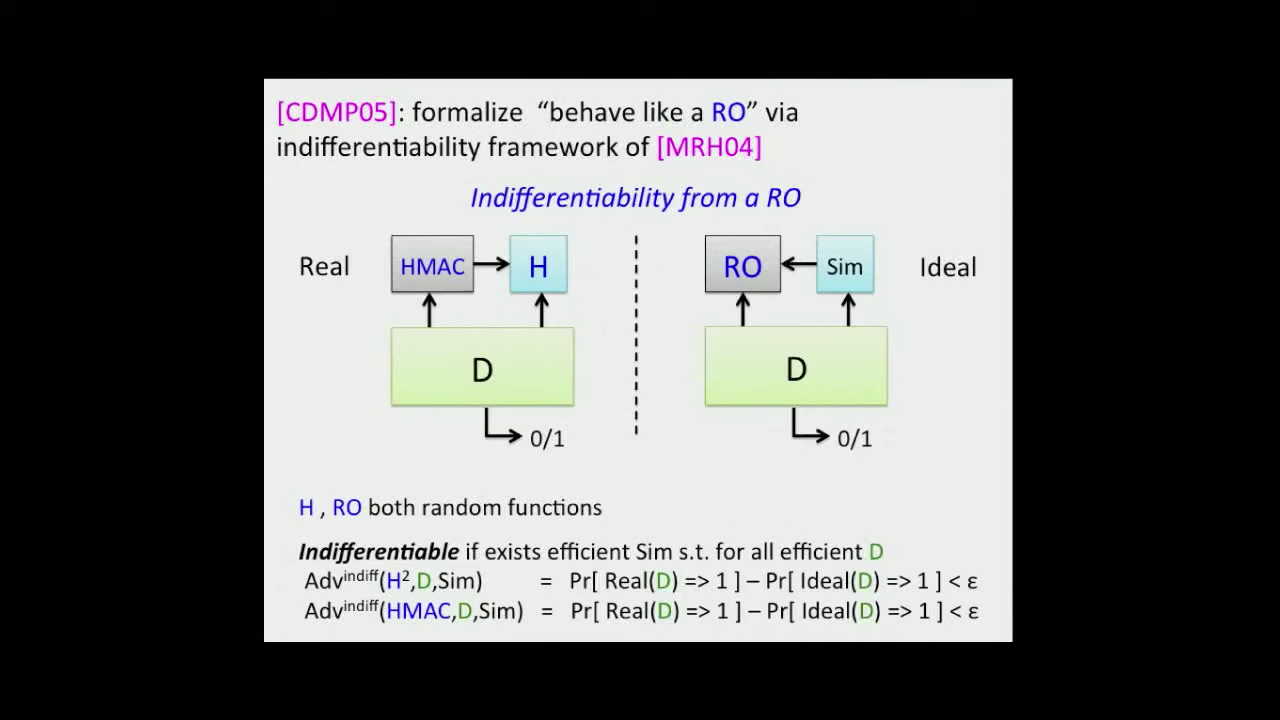 [CDMP05]: formalize “behave like a RO” via
indifferentiability framework of [MRH04]
Indifferentiability from a RO
Real
HMAC
H
RO
Sim
Ideal
D
D
0/1
0/1
H , RO both random functions
Indifferentiable if exists efficient Sim s.t. for all efficient D
Adv^indiff(H²,D,Sim) = Pr[ Real(D) => 1 ] – Pr[ Ideal(D) => 1 ] < ε
Adv^indiff(HMAC,D,Sim) = Pr[ Real(D) => 1 ] – Pr[ Ideal(D) => 1 ] < ε